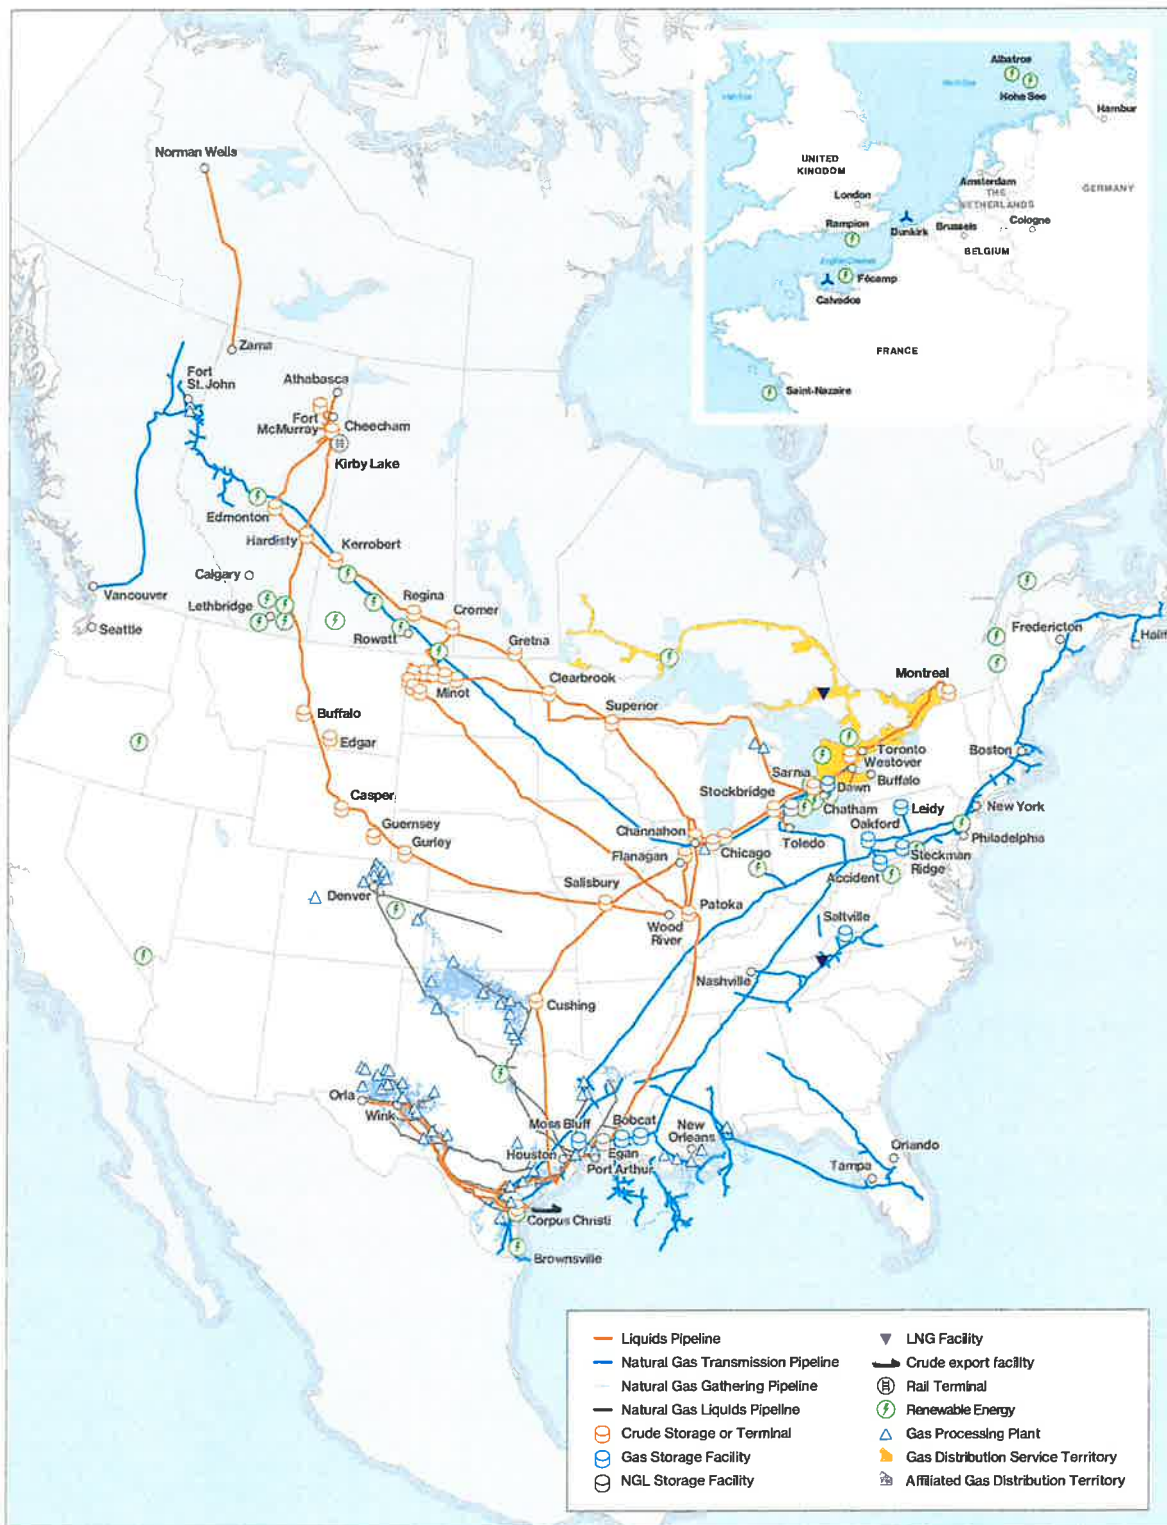 Albatros
North Sea
Hohe See
Irish Sea
Hambur
UNITED
KINGDOM
Amsterdam
THE
NETHERLANDS
GERMANY
London
Rampion
Dunkirk
Brussels
Cologne
BELGIUM
English Channel
Fécamp
Calvados
FRANCE
Saint-Nazaire
Norman Wells
Zama
Fort
St. John
Athabasca
Fort
McMurray
Cheecham
Kirby Lake
Edmonton
Hardisty
Kerrobert
Calgary
Vancouver
Lethbridge
Regina
Cromer
Seattle
Rowatt
Gretna
Fredericton
Halif
Montreal
Minot
Clearbrook
Superior
Buffalo
Edgar
Toronto
Westover
Boston
Sarnia
Buffalo
Stockbridge
Dawn
Casper
Chatham
Leidy
New York
Guernsey
Channahon
Oakford
Philadelphia
Gurley
Chicago
Toledo
Flanagan
Steckman
Ridge
Accident
Denver
Salisbury
Patoka
Saltville
Wood
River
Nashville
Cushing
Orla
Wink
Moss Bluff
Bobcat
New
Orleans
Houston
Egan
Port Arthur
Orlando
Tampa
Corpus Christi
Brownsville
Liquids Pipeline
Natural Gas Transmission Pipeline
Natural Gas Gathering Pipeline
Natural Gas Liquids Pipeline
Crude Storage or Terminal
Gas Storage Facility
NGL Storage Facility
LNG Facility
Crude export facility
Rail Terminal
Renewable Energy
Gas Processing Plant
Gas Distribution Service Territory
Affiliated Gas Distribution Territory